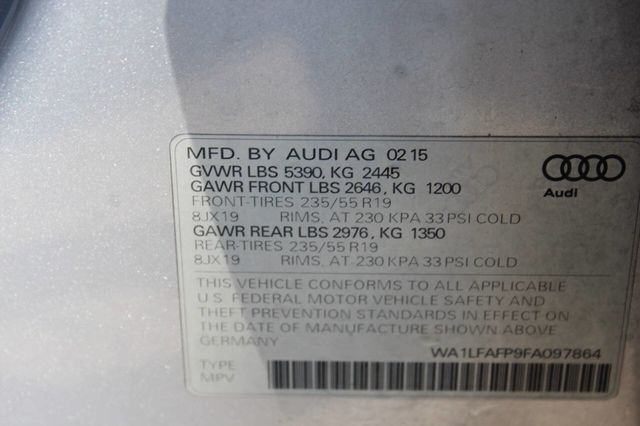 MFD. BY AUDI AG 02 15
GVWR LBS 5390, KG 2445
GAWR FRONT LBS 2646, KG 1200
FRONT-TIRES 235/55 R19
8JX19 RIMS, AT 230 KPA 33 PSI COLD
GAWR REAR LBS 2976, KG 1350
REAR-TIRES 235/55 R19
8JX19 RIMS, AT 230 KPA 33 PSI COLD
Audi
THIS VEHICLE CONFORMS TO ALL APPLICABLE
U.S. FEDERAL MOTOR VEHICLE SAFETY AND
THEFT PREVENTION STANDARDS IN EFFECT ON
THE DATE OF MANUFACTURE SHOWN ABOVE
GERMANY
WA1LFAFP9FA097864
TYPE
MPV